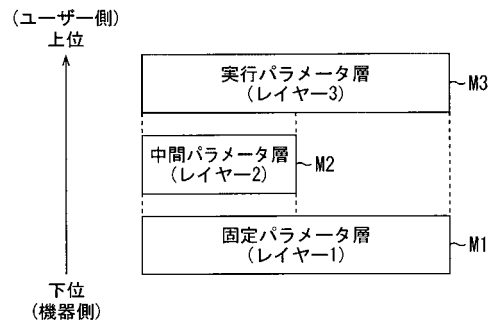 (ユーザー側)
上位
実行パラメータ層
(レイヤー3)
M3
中間パラメータ層
(レイヤー2)
M2
固定パラメータ層
(レイヤー1)
M1
下位
(機器側)